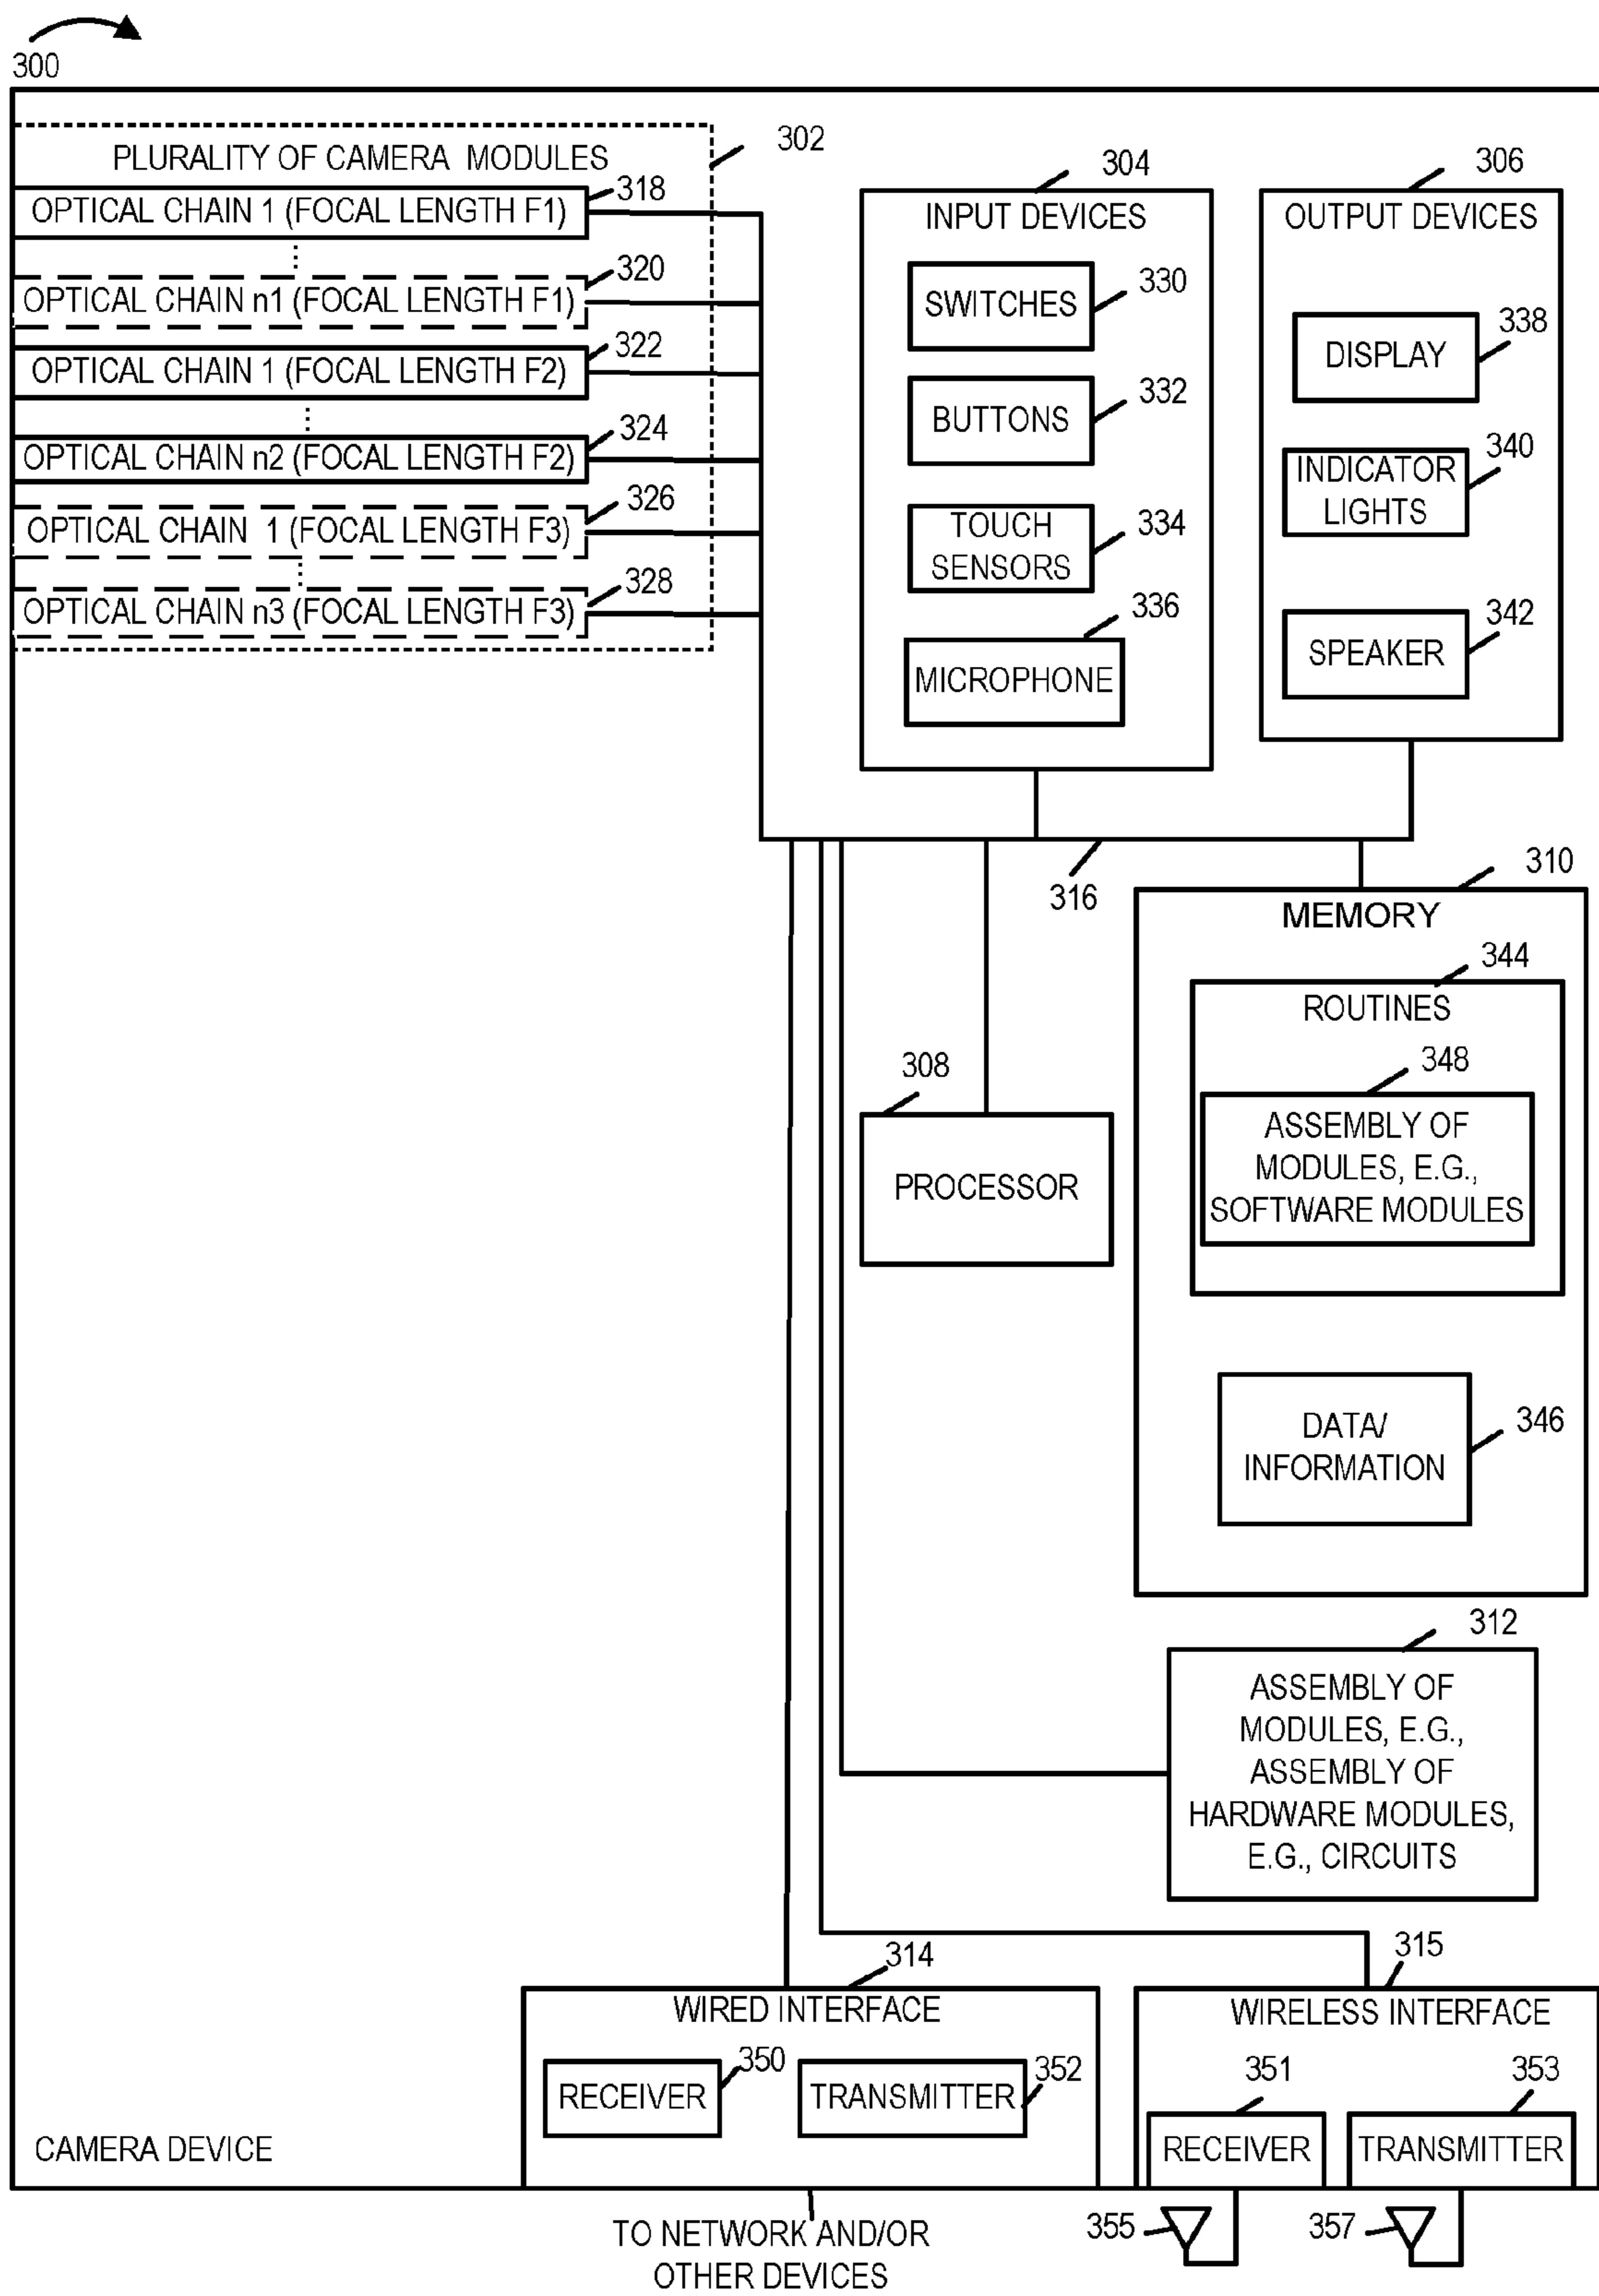 300
302
PLURALITY OF CAMERA MODULES
318
OPTICAL CHAIN 1 (FOCAL LENGTH F1)
320
OPTICAL CHAIN n1 (FOCAL LENGTH F1)
322
OPTICAL CHAIN 1 (FOCAL LENGTH F2)
324
OPTICAL CHAIN n2 (FOCAL LENGTH F2)
326
OPTICAL CHAIN 1 (FOCAL LENGTH F3)
328
OPTICAL CHAIN n3 (FOCAL LENGTH F3)
304
INPUT DEVICES
330
SWITCHES
332
BUTTONS
334
TOUCH
SENSORS
336
MICROPHONE
306
OUTPUT DEVICES
338
DISPLAY
340
INDICATOR
LIGHTS
342
SPEAKER
316
310
MEMORY
344
ROUTINES
348
ASSEMBLY OF
MODULES, E.G.,
SOFTWARE MODULES
346
DATA/
INFORMATION
308
PROCESSOR
312
ASSEMBLY OF
MODULES, E.G.,
ASSEMBLY OF
HARDWARE MODULES,
E.G., CIRCUITS
314
WIRED INTERFACE
350
RECEIVER
352
TRANSMITTER
315
WIRELESS INTERFACE
351
RECEIVER
353
TRANSMITTER
CAMERA DEVICE
355
357
TO NETWORK AND/OR
OTHER DEVICES